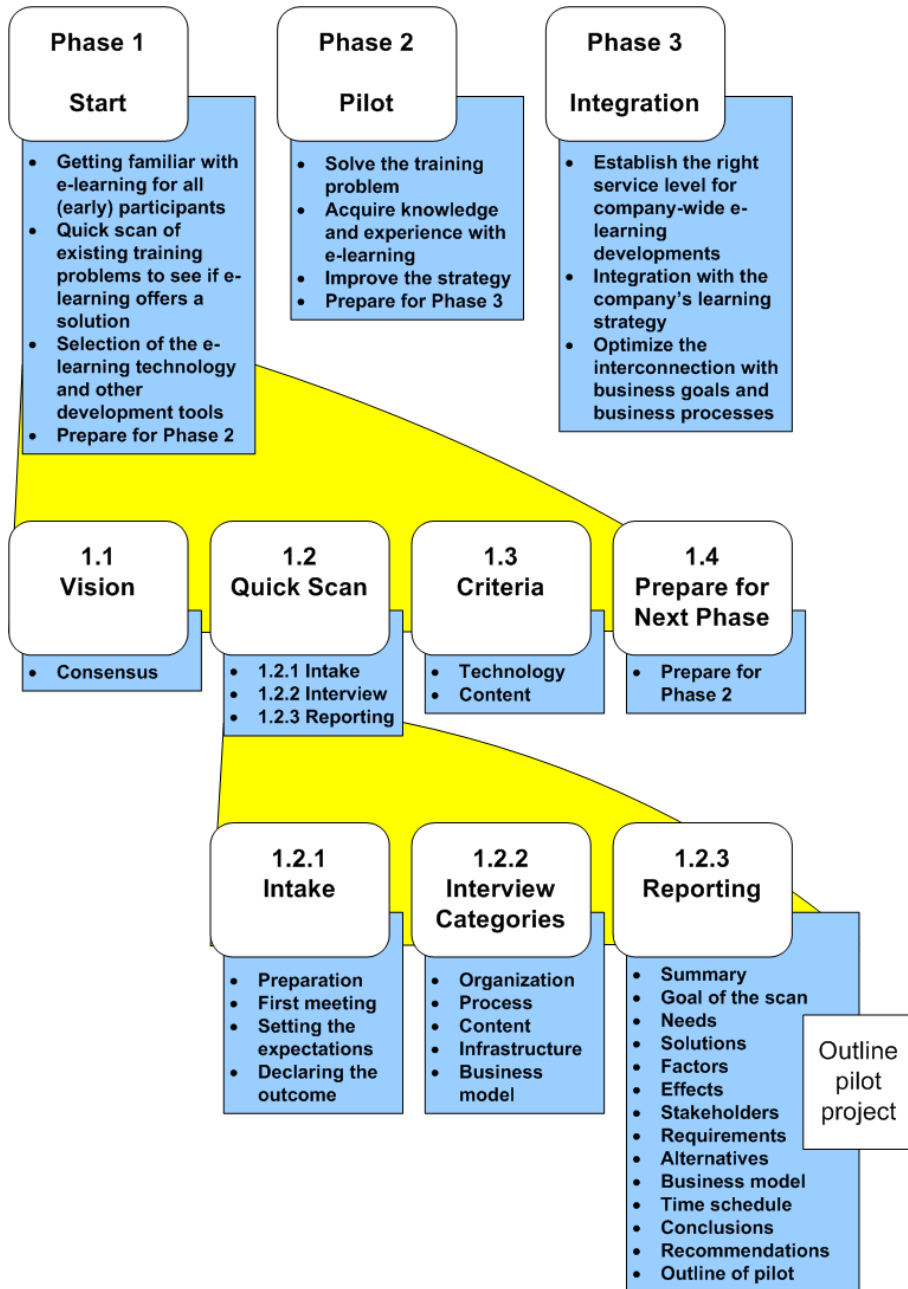 Phase 1
Start
• Getting familiar with
e-learning for all
(early) participants
• Quick scan of
existing training
problems to see if e-
learning offers a
solution
• Selection of the e-
learning technology
and other
development tools
• Prepare for Phase 2
Phase 2
Pilot
• Solve the training
problem
• Acquire knowledge
and experience with
e-learning
• Improve the strategy
• Prepare for Phase 3
Phase 3
Integration
• Establish the right
service level for
company-wide e-
learning
developments
• Integration with the
company's learning
strategy
• Optimize the
interconnection with
business goals and
business processes
1.1
Vision
• Consensus
1.2
Quick Scan
• 1.2.1 Intake
• 1.2.2 Interview
• 1.2.3 Reporting
1.3
Criteria
• Technology
• Content
1.4
Prepare for
Next Phase
• Prepare for
Phase 2
1.2.1
Intake
• Preparation
• First meeting
• Setting the
expectations
• Declaring the
outcome
1.2.2
Interview
Categories
• Organization
• Process
• Content
• Infrastructure
• Business
model
1.2.3
Reporting
• Summary
• Goal of the scan
• Needs
• Solutions
• Factors
• Effects
• Stakeholders
• Requirements
• Alternatives
• Business model
• Time schedule
• Conclusions
• Recommendations
• Outline of pilot
Outline
pilot
project